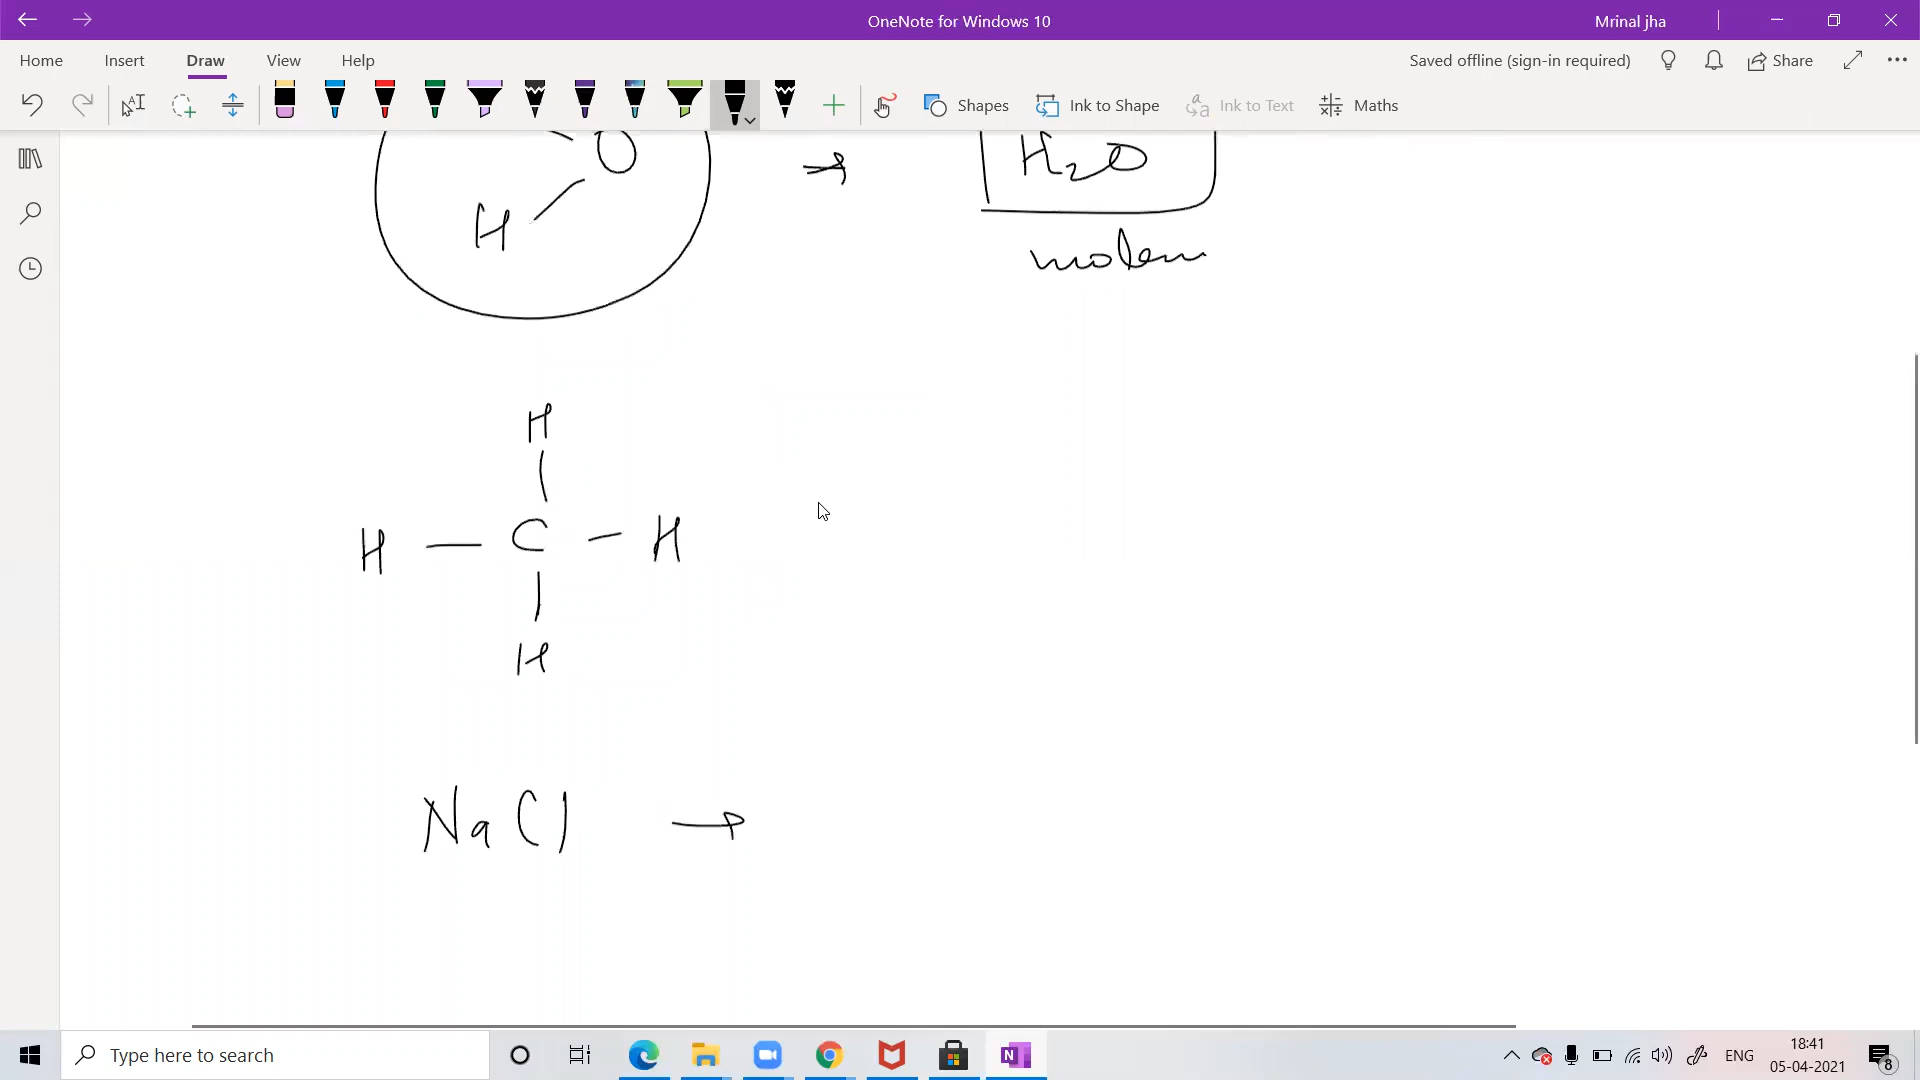 OneNote for Windows 10
Mrinal jha
Home Insert Draw View Help
Saved offline (sign-in required) Share
Shapes Ink to Shape Ink to Text Maths
O
H
H₂O
H
H — C — H
H
NaCl →
Type here to search
ENG
18:41
05-04-2021
8